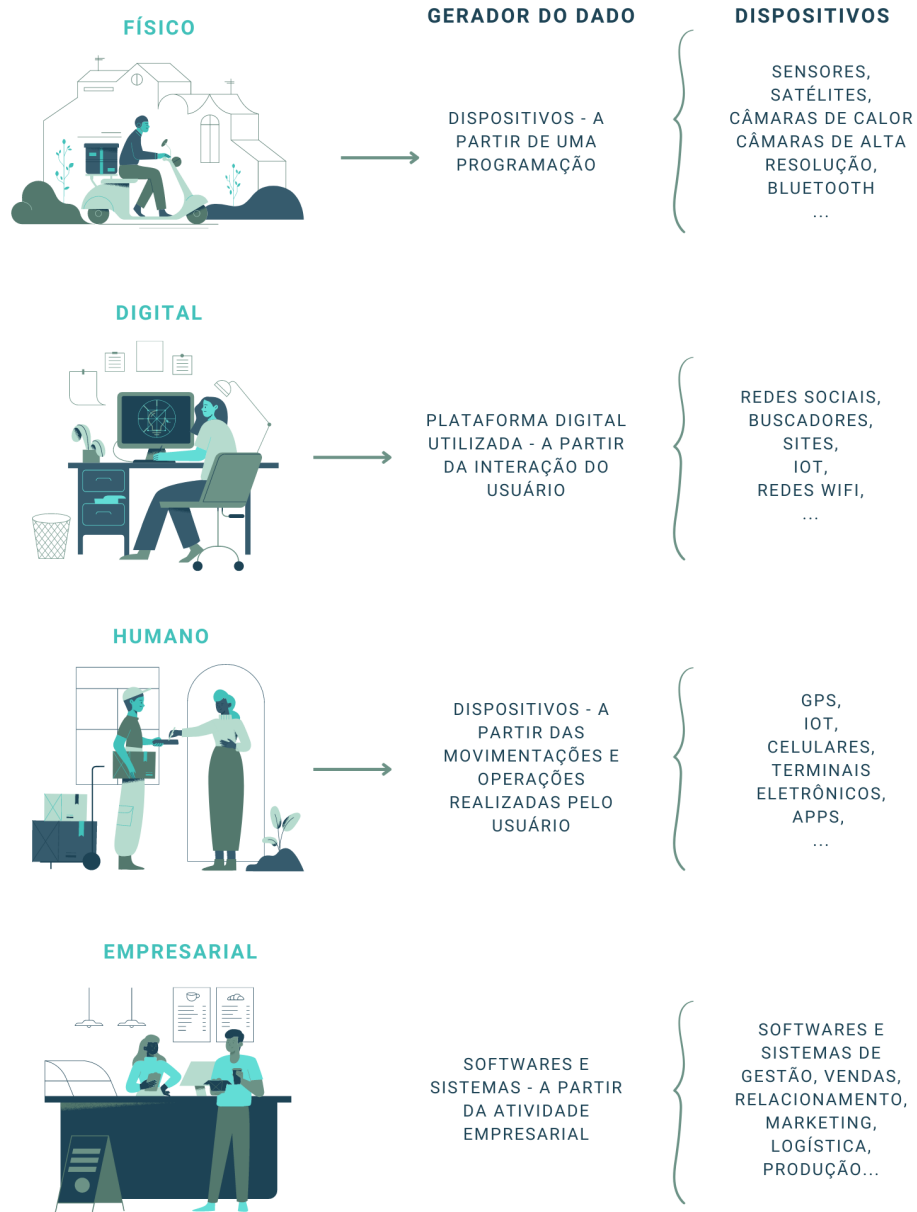 FÍSICO
GERADOR DO DADO
DISPOSITIVOS
DISPOSITIVOS - A
PARTIR DE UMA
PROGRAMAÇÃO
SENSORES,
SATÉLITES,
CÂMARAS DE CALOR
CÂMARAS DE ALTA
RESOLUÇÃO,
BLUETOOTH
...
DIGITAL
PLATAFORMA DIGITAL
UTILIZADA - A PARTIR
DA INTERAÇÃO DO
USUÁRIO
REDES SOCIAIS,
BUSCADORES,
SITES,
IOT,
REDES WIFI,
...
HUMANO
DISPOSITIVOS - A
PARTIR DAS
MOVIMENTAÇÕES E
OPERAÇÕES
REALIZADAS PELO
USUÁRIO
GPS,
IOT,
CELULARES,
TERMINAIS
ELETRÔNICOS,
APPS,
...
EMPRESARIAL
SOFTWARES E
SISTEMAS - A PARTIR
DA ATIVIDADE
EMPRESARIAL
SOFTWARES E
SISTEMAS DE
GESTÃO, VENDAS,
RELACIONAMENTO,
MARKETING,
LOGÍSTICA,
PRODUÇÃO...